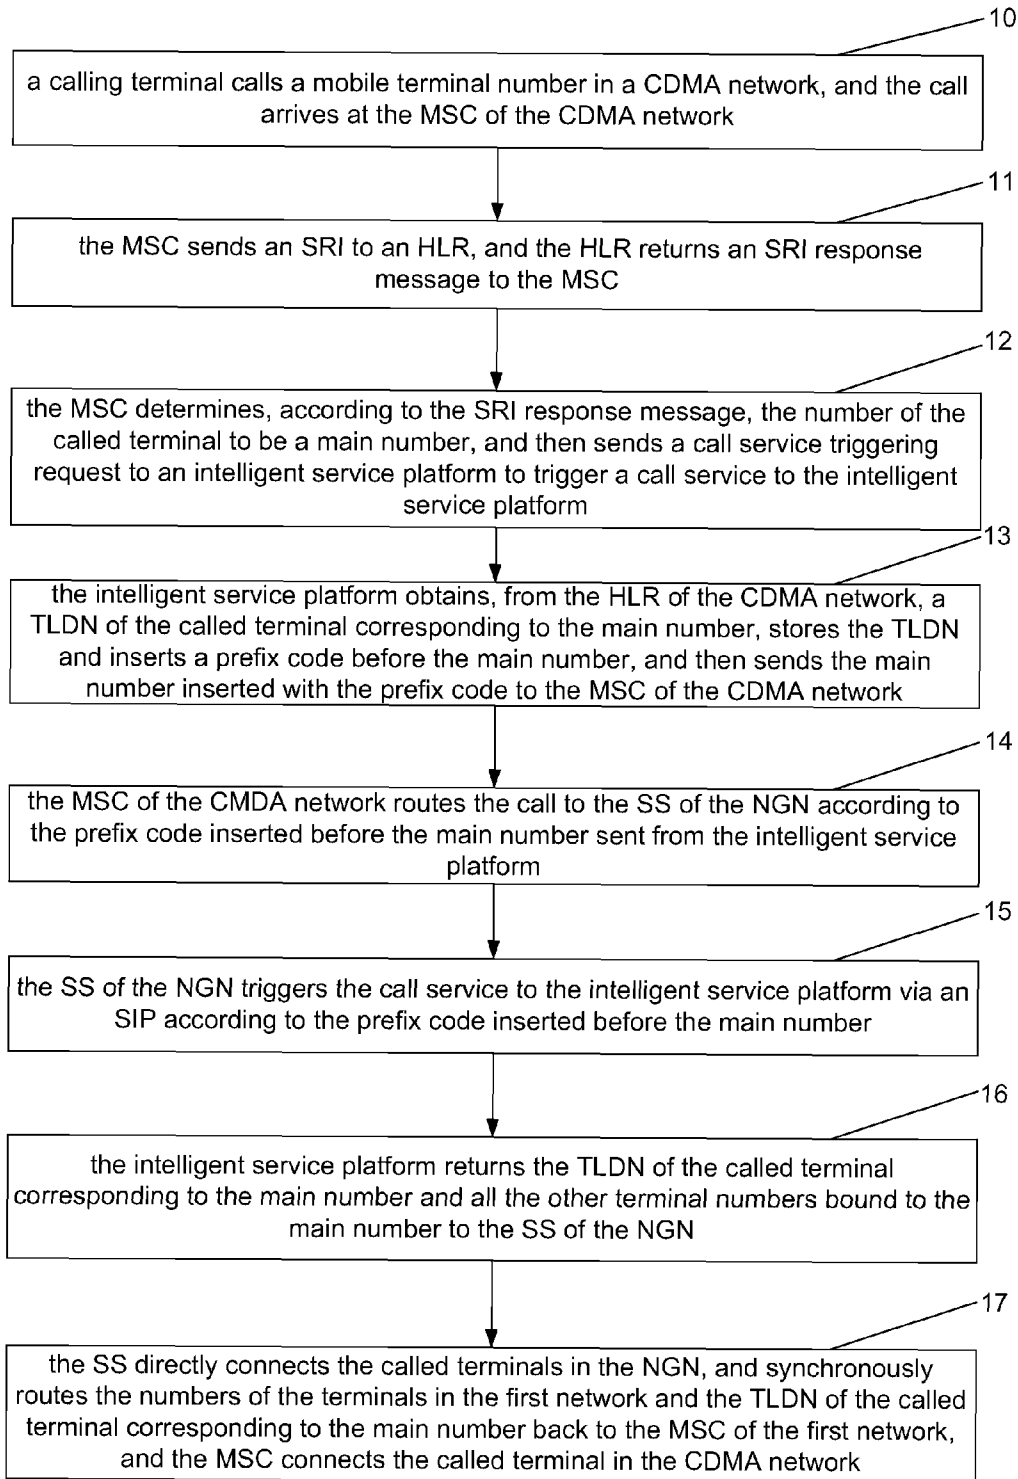 10
a calling terminal calls a mobile terminal number in a CDMA network, and the call
arrives at the MSC of the CDMA network
11
the MSC sends an SRI to an HLR, and the HLR returns an SRI response
message to the MSC
12
the MSC determines, according to the SRI response message, the number of the
called terminal to be a main number, and then sends a call service triggering
request to an intelligent service platform to trigger a call service to the intelligent
service platform
13
the intelligent service platform obtains, from the HLR of the CDMA network, a
TLDN of the called terminal corresponding to the main number, stores the TLDN
and inserts a prefix code before the main number, and then sends the main
number inserted with the prefix code to the MSC of the CDMA network
14
the MSC of the CMDA network routes the call to the SS of the NGN according to
the prefix code inserted before the main number sent from the intelligent service
platform
15
the SS of the NGN triggers the call service to the intelligent service platform via an
SIP according to the prefix code inserted before the main number
16
the intelligent service platform returns the TLDN of the called terminal
corresponding to the main number and all the other terminal numbers bound to the
main number to the SS of the NGN
17
the SS directly connects the called terminals in the NGN, and synchronously
routes the numbers of the terminals in the first network and the TLDN of the called
terminal corresponding to the main number back to the MSC of the first network,
and the MSC connects the called terminal in the CDMA network